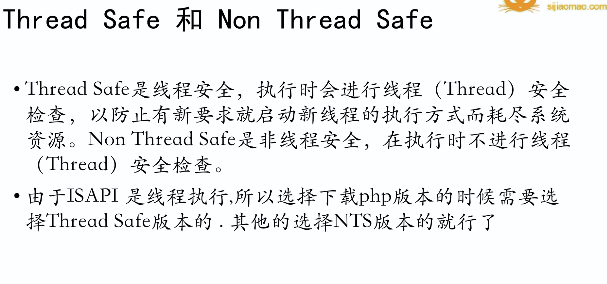 sijiaomao.com
Thread Safe 和 Non Thread Safe
•Thread Safe是线程安全，执行时会进行线程（Thread）安全
检查，以防止有新要求就启动新线程的执行方式而耗尽系统
资源。Non Thread Safe是非线程安全，在执行时不进行线程
（Thread）安全检查。
•由于ISAPI 是线程执行,所以选择下载php版本的时候需要选
择Thread Safe版本的 . 其他的选择NTS版本的就行了